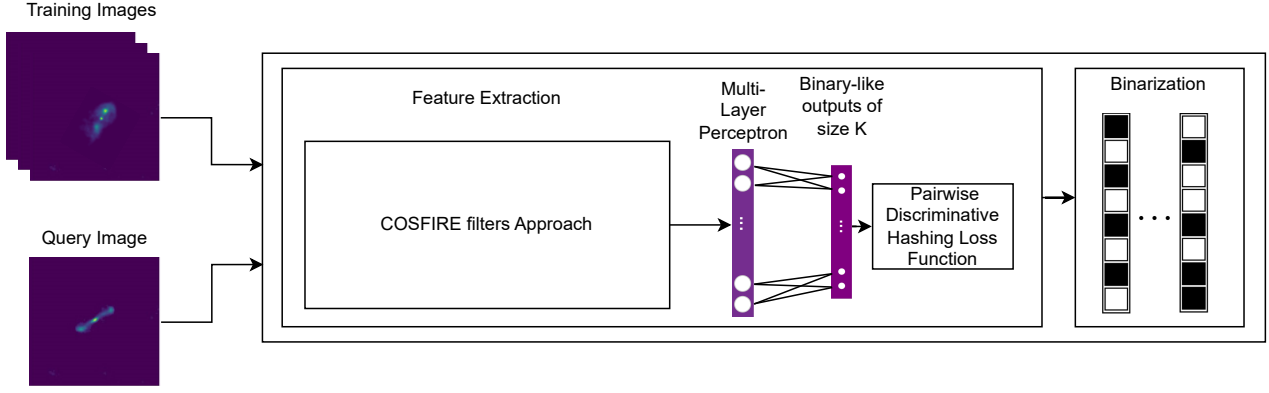 Training Images
Query Image
Feature Extraction
COSFIRE filters Approach
Multi-
Layer
Perceptron
...
Binary-like
outputs of
size K
...
Pairwise
Discriminative
Hashing Loss
Function
Binarization
...